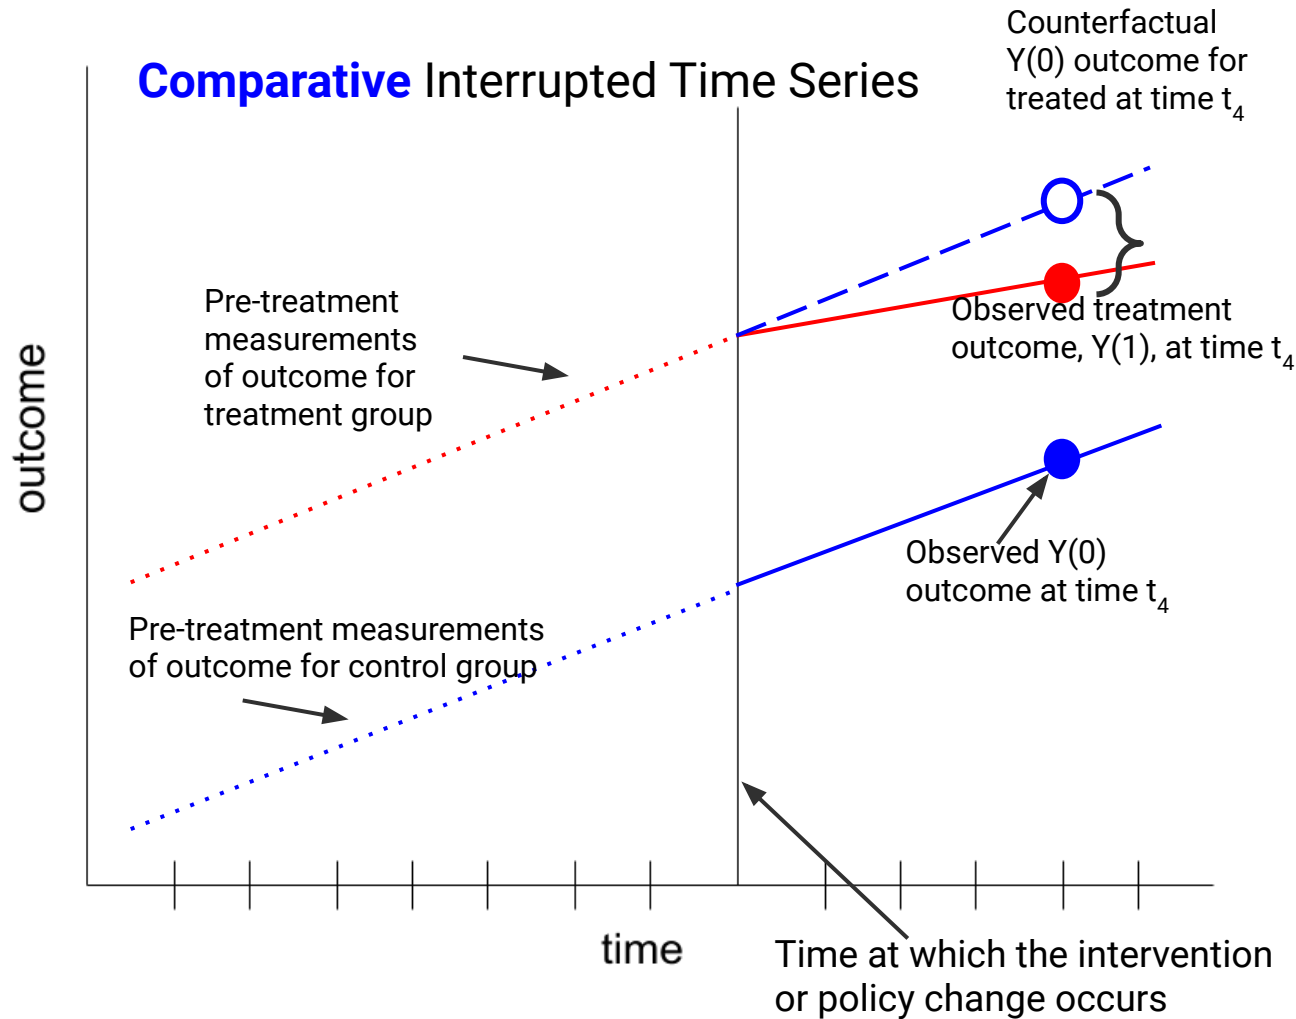 Counterfactual
Y(0) outcome for
treated at time t₄
Comparative Interrupted Time Series
Pre-treatment
measurements
of outcome for
treatment group
Observed treatment
outcome, Y(1), at time t₄
outcome
Observed Y(0)
outcome at time t₄
Pre-treatment measurements
of outcome for control group
time
Time at which the intervention
or policy change occurs